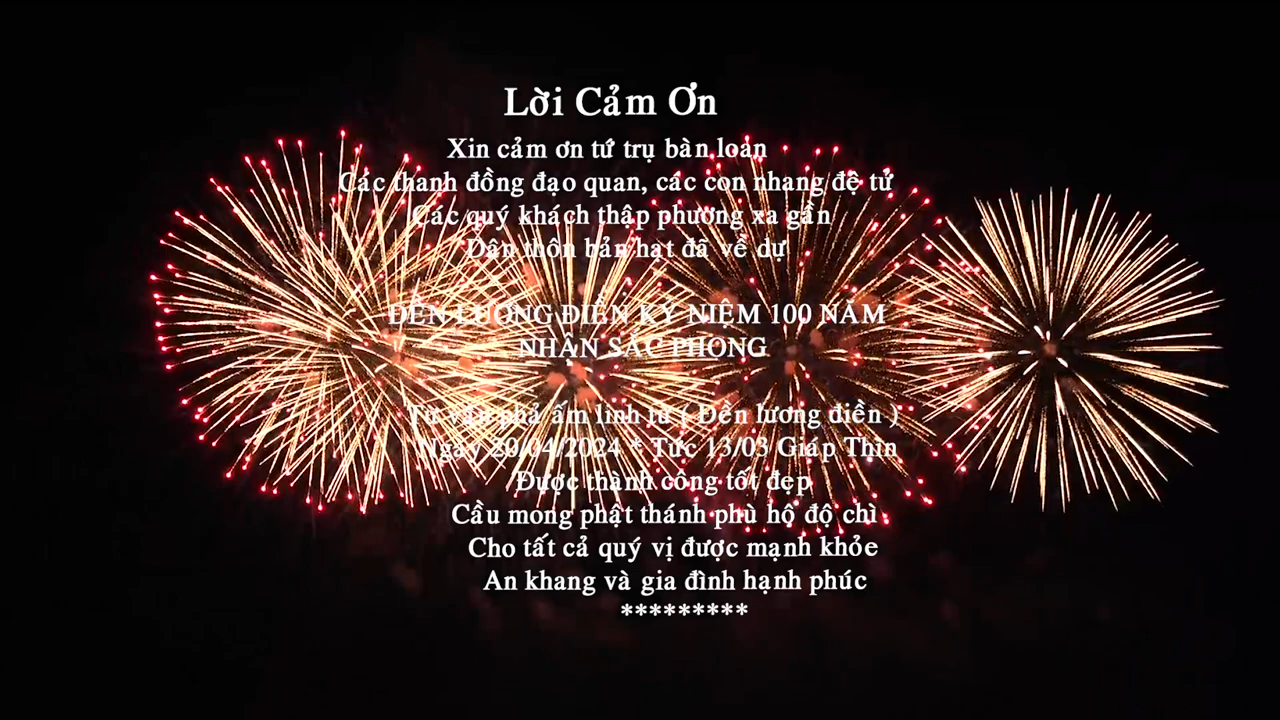 Lời Cảm Ơn
Xin cảm ơn tứ trụ bàn loan
Các thanh đồng đạo quan, các con nhang đệ tử
Các quý khách thập phương xa gần
Dân thôn bản hạt đã về dự
ĐỀN LƯƠNG ĐIỀN KỶ NIỆM 100 NĂM
NHẬN SẮC PHONG
Từ vân phả ấm linh từ ( Đền lương điền )
Ngày 20/04/2024 * Tức 13/03 Giáp Thìn
Được thành công tốt đẹp
Cầu mong phật thánh phù hộ độ chì
Cho tất cả quý vị được mạnh khỏe
An khang và gia đình hạnh phúc
*********